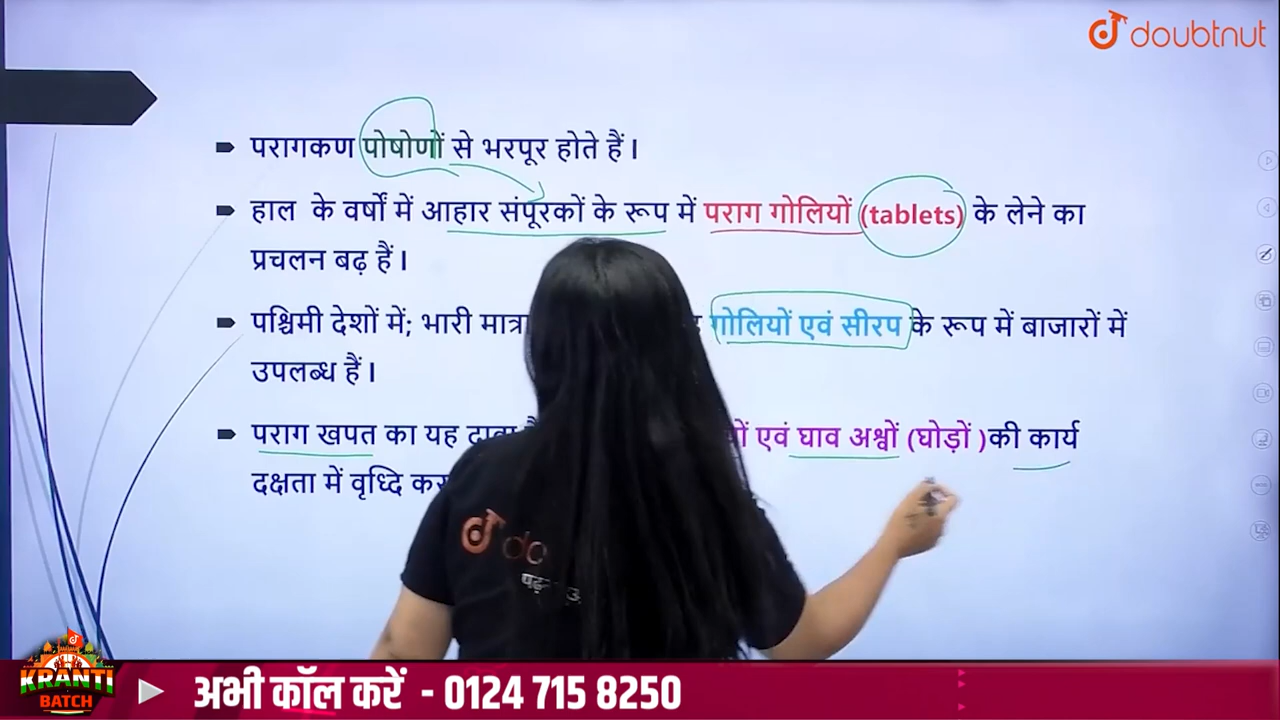 doubtnut
परागकण पोषोणों से भरपूर होते हैं।
हाल के वर्षों में आहार संपूरकों के रूप में पराग गोलियों (tablets) के लेने का
प्रचलन बढ़ हैं।
पश्चिमी देशों में; भारी मात्रा गोलियों एवं सीरप के रूप में बाजारों में
उपलब्ध हैं।
पराग खपत का यह एवं घाव अश्वों (घोड़ों )की कार्य
दक्षता में वृध्दि
KRANTI
BATCH
अभी कॉल करें - 0124 715 8250